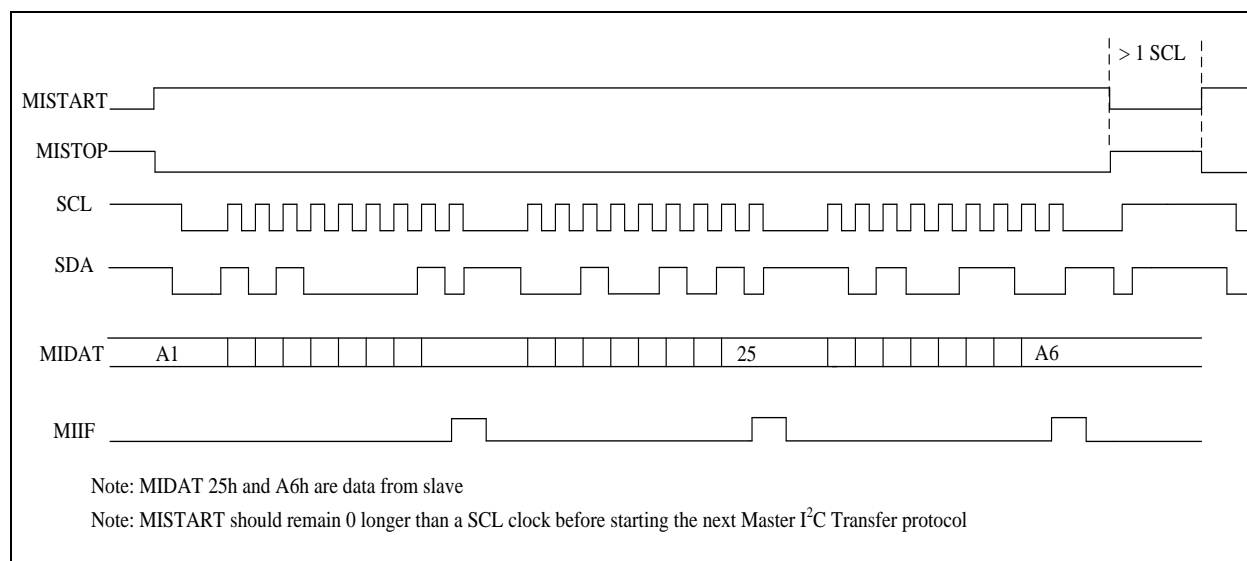 > 1 SCL
MISTART
MISTOP
SCL
SDA
MIDAT A1 25 A6
MIIF
Note: MIDAT 25h and A6h are data from slave
Note: MISTART should remain 0 longer than a SCL clock before starting the next Master I²C Transfer protocol